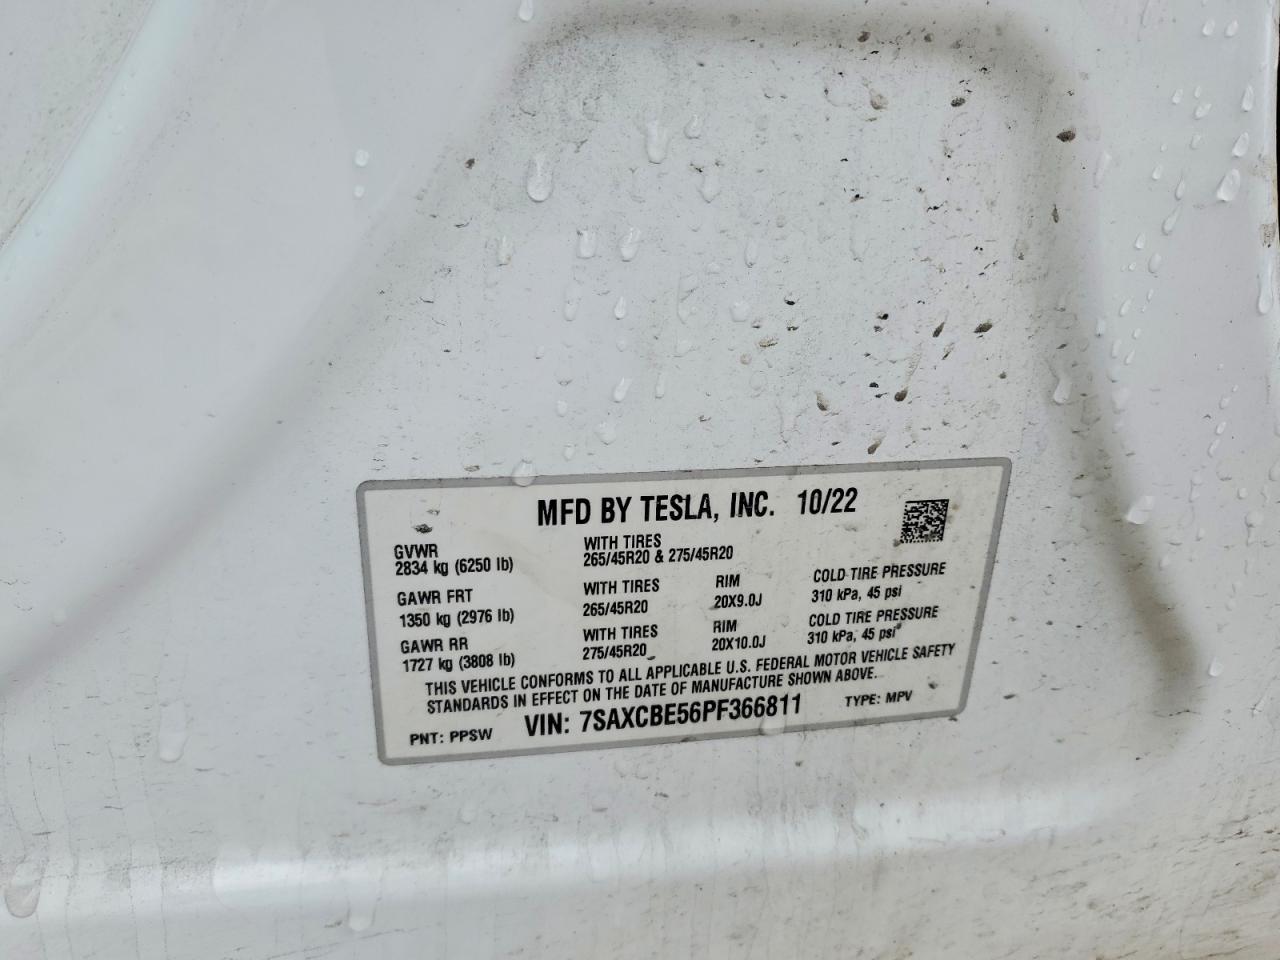 MFD BY TESLA, INC. 10/22
GVWR
2834 kg (6250 lb)
WITH TIRES
265/45R20 & 275/45R20
GAWR FRT
1350 kg (2976 lb)
WITH TIRES
265/45R20
RIM
20X9.0J
COLD TIRE PRESSURE
310 kPa, 45 psi
GAWR RR
1727 kg (3808 lb)
WITH TIRES
275/45R20
RIM
20X10.0J
COLD TIRE PRESSURE
310 kPa, 45 psi
THIS VEHICLE CONFORMS TO ALL APPLICABLE U.S. FEDERAL MOTOR VEHICLE SAFETY
STANDARDS IN EFFECT ON THE DATE OF MANUFACTURE SHOWN ABOVE.
PNT: PPSW VIN: 7SAXCBE56PF366811 TYPE: MPV